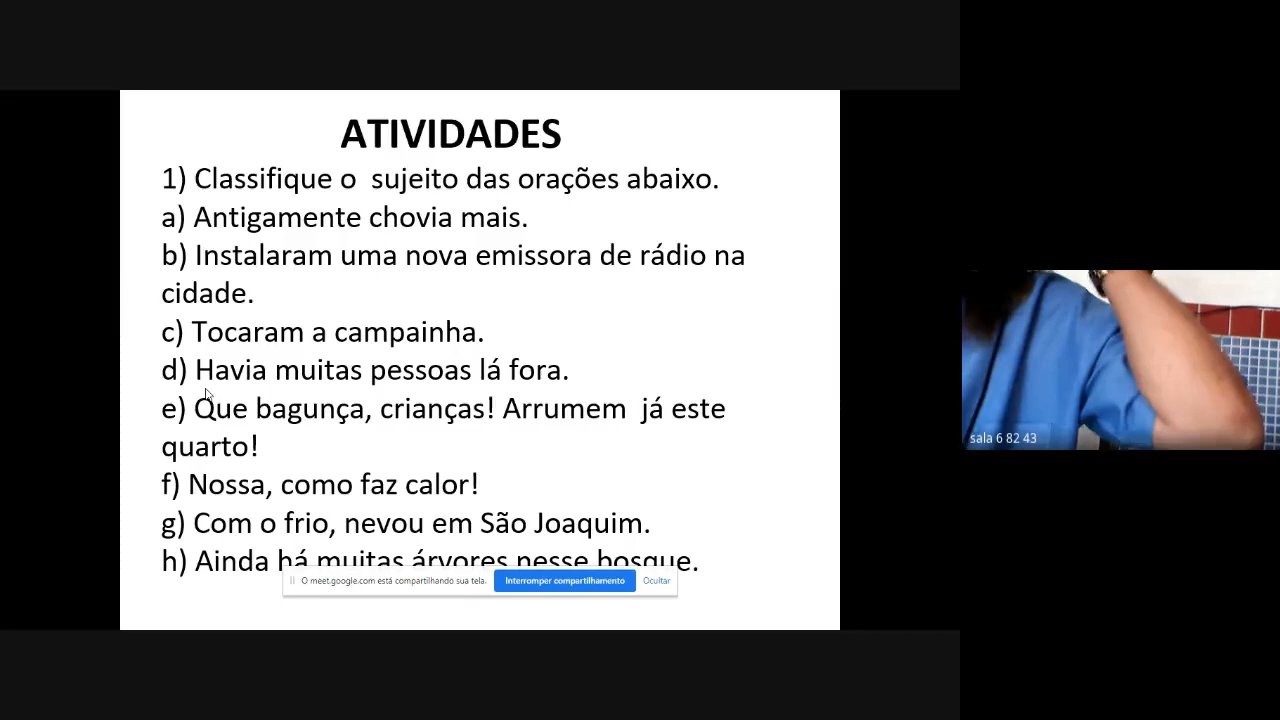 ATIVIDADES
1) Classifique o  sujeito das orações abaixo.
a) Antigamente chovia mais.
b) Instalaram uma nova emissora de rádio na
cidade.
c) Tocaram a campainha.
d) Havia muitas pessoas lá fora.
e) Que bagunça, crianças! Arrumem  já este
quarto!
f) Nossa, como faz calor!
g) Com o frio, nevou em São Joaquim.
h) Ainda há muitas árvores nesse bosque.
O meet.google.com está compartilhando sua tela. Interromper compartilhamento Ocultar
sala 6 82 43